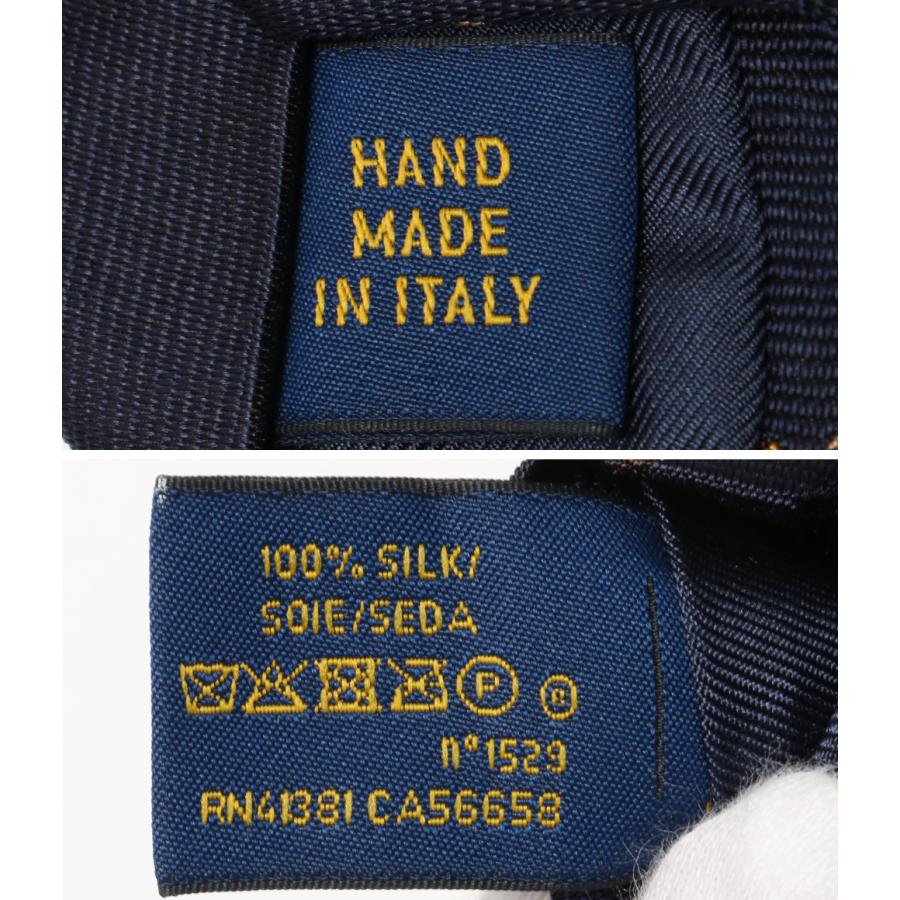 HAND
MADE
IN ITALY
100% SILK/
SOIE/SEDA
P ®
n° 1529
RN41381 CA56658